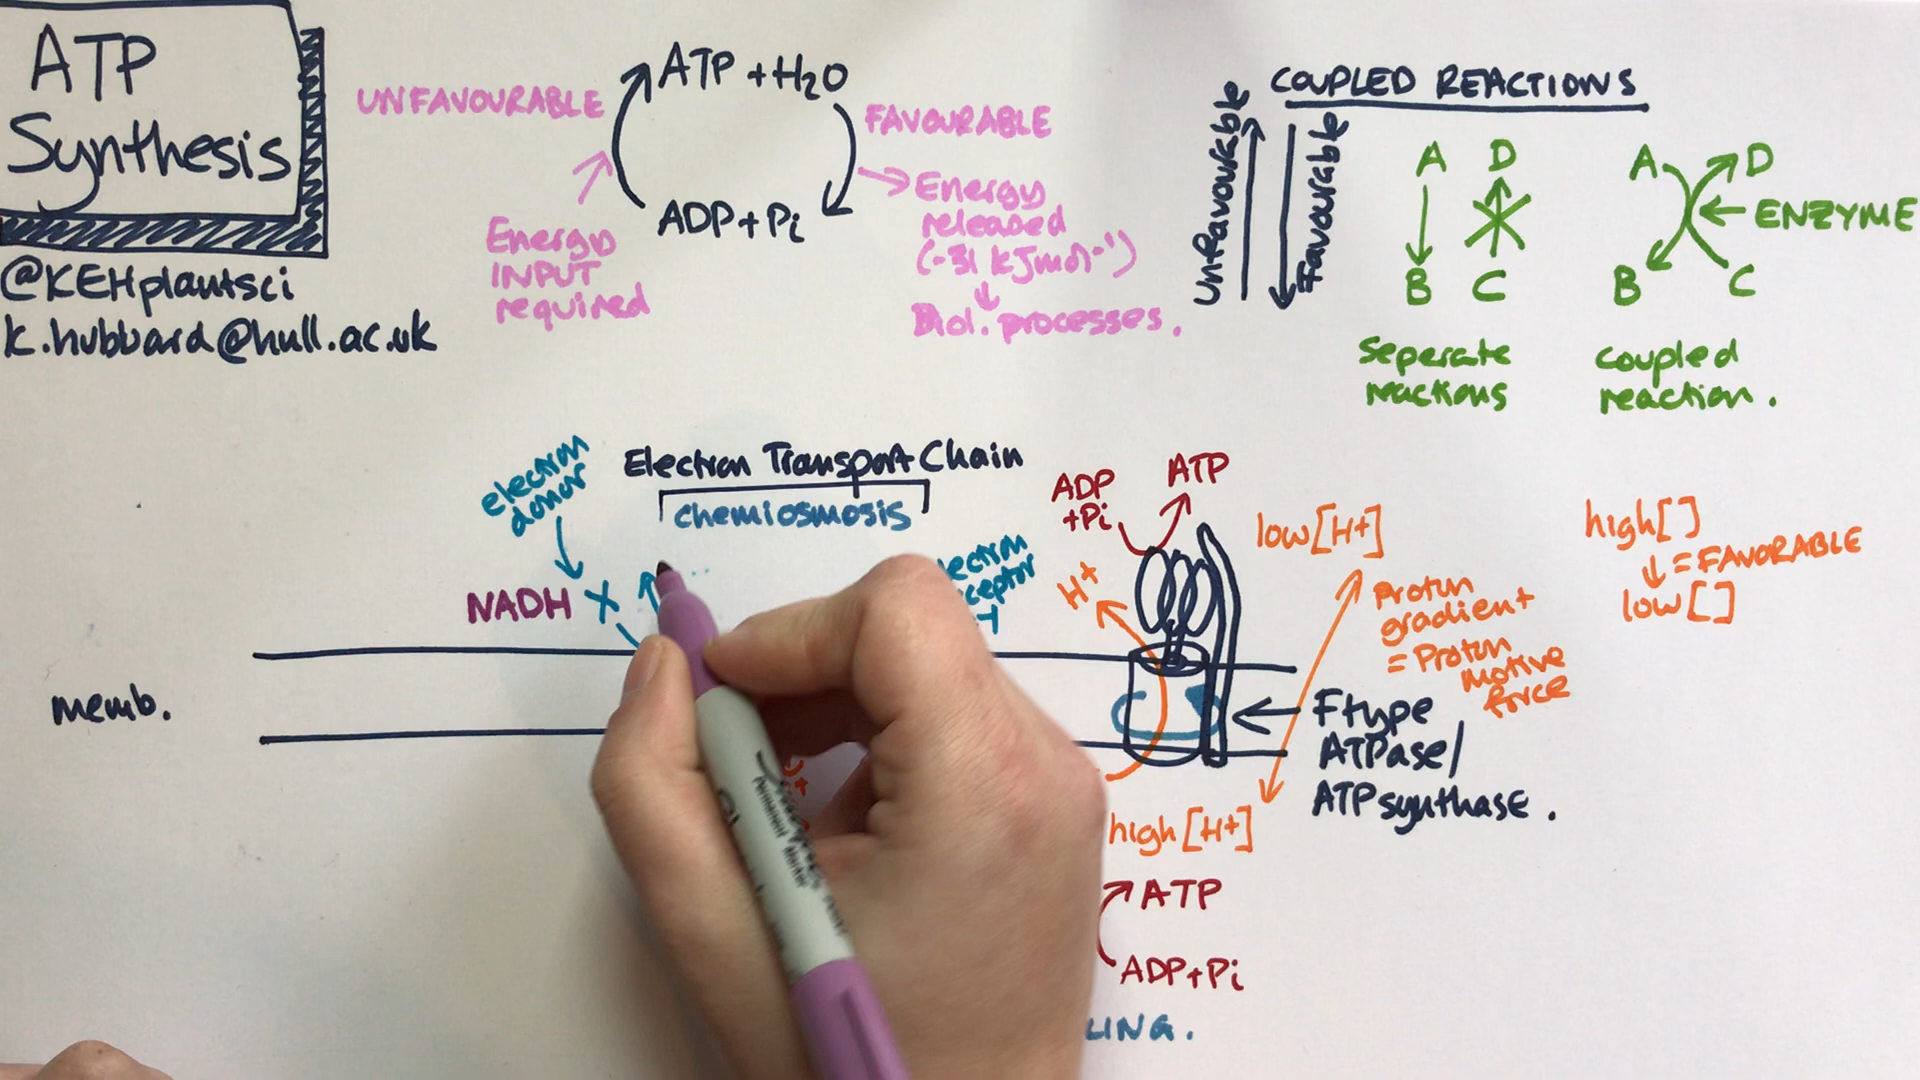 ATP
Synthesis
@KEHplantsci
k.hubbard@hull.ac.uk
UNFAVOURABLE
ATP + H2O
FAVOURABLE
ADP + Pi
Energy
INPUT
required
Energy
released
(-31 kJmol-1)
Biol. processes.
COUPLED REACTIONS
Unfavourable
Favourable
A D
B C
Seperate
reactions
A D
ENZYME
B C
Coupled
reaction.
electron
donor
Electron Transport Chain
chemiosmosis
NADH X
lectron
ceptor
Y
ADP
+Pi
ATP
H+
low [H+]
Proton
gradient
= Proton
motive
force
high []
= FAVORABLE
low []
memb.
F type
ATPase/
ATP synthase.
high [H+]
ATP
ADP+Pi
LING.